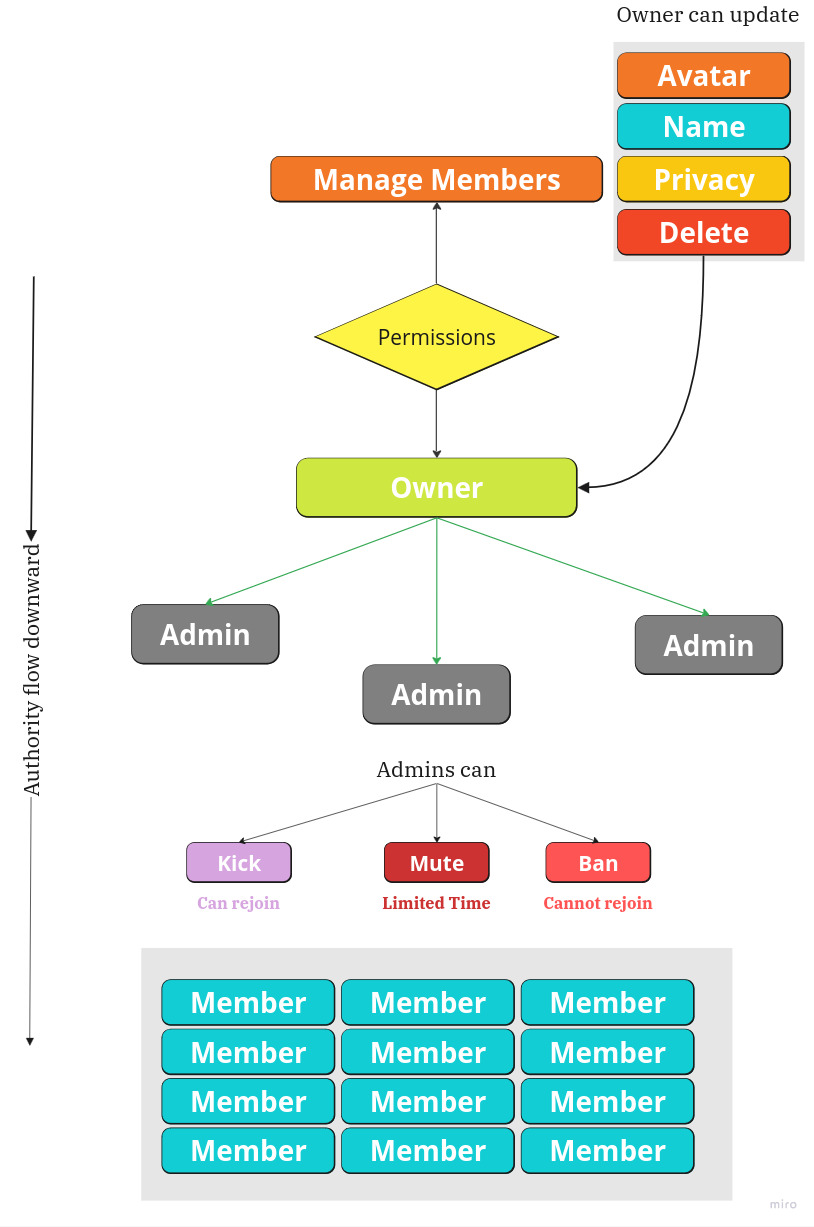 Owner can update
Avatar
Name
Manage Members
Privacy
Delete
Permissions
Owner
Authority flow downward
Admin
Admin
Admin
Admins can
Kick
Mute
Ban
Can rejoin
Limited Time
Cannot rejoin
Member
Member
Member
Member
Member
Member
Member
Member
Member
Member
Member
Member
miro